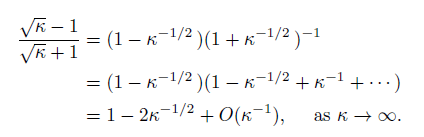 (√κ − 1)/(√κ + 1) = (1 − κ^{−1/2})(1 + κ^{−1/2})^{−1}
= (1 − κ^{−1/2})(1 − κ^{−1/2} + κ^{−1} + ···)
= 1 − 2κ^{−1/2} + O(κ^{−1}), as κ → ∞.